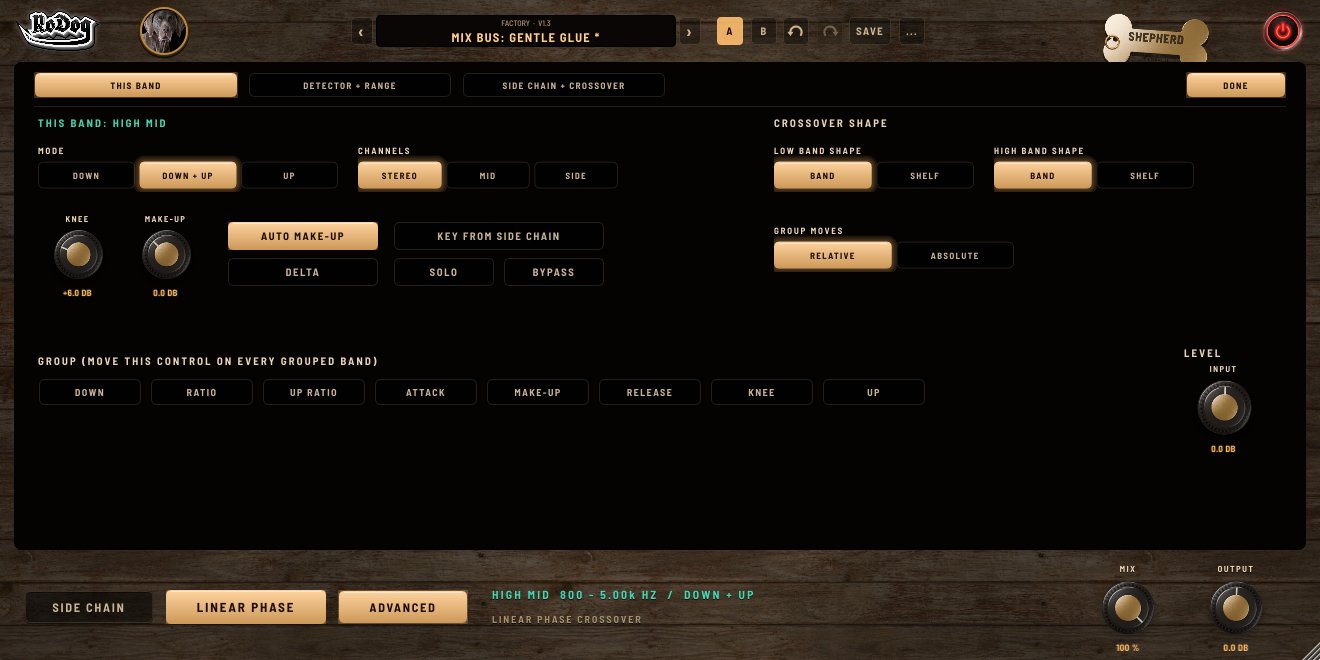 RoDog
FACTORY · V1.3
‹ MIX BUS: GENTLE GLUE * › A B SAVE ...
SHEPHERD
THIS BAND DETECTOR + RANGE SIDE CHAIN + CROSSOVER DONE
THIS BAND: HIGH MID CROSSOVER SHAPE
MODE CHANNELS LOW BAND SHAPE HIGH BAND SHAPE
DOWN DOWN + UP UP STEREO MID SIDE BAND SHELF BAND SHELF
KNEE MAKE-UP
GROUP MOVES
AUTO MAKE-UP KEY FROM SIDE CHAIN
RELATIVE ABSOLUTE
DELTA SOLO BYPASS
+6.0 DB 0.0 DB
LEVEL
GROUP (MOVE THIS CONTROL ON EVERY GROUPED BAND)
INPUT
DOWN RATIO UP RATIO ATTACK MAKE-UP RELEASE KNEE UP
0.0 DB
MIX OUTPUT
SIDE CHAIN LINEAR PHASE ADVANCED
HIGH MID 800 - 5.00k HZ / DOWN + UP
LINEAR PHASE CROSSOVER
100 % 0.0 DB